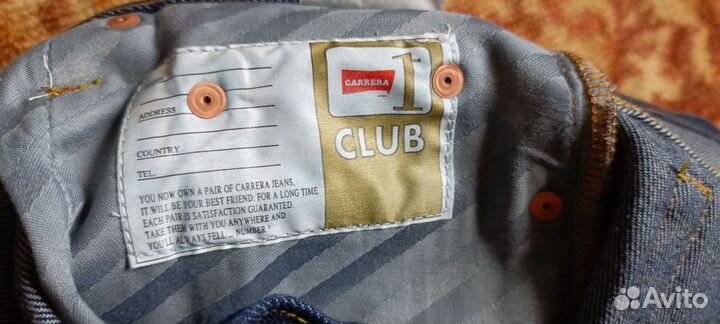 ADDRESS
COUNTRY
TEL.
YOU NOW OWN A PAIR OF CARRERA JEANS.
IT WILL BE YOUR BEST FRIEND. FOR A LONG TIME
EACH PAIR IS SATISFACTION GUARANTED.
TAKE THEM WITH YOU ANYWHERE AND
YOU'LL ALWAYS FELL ... NUMBER 1
CARRERA
1
CLUB
Avito